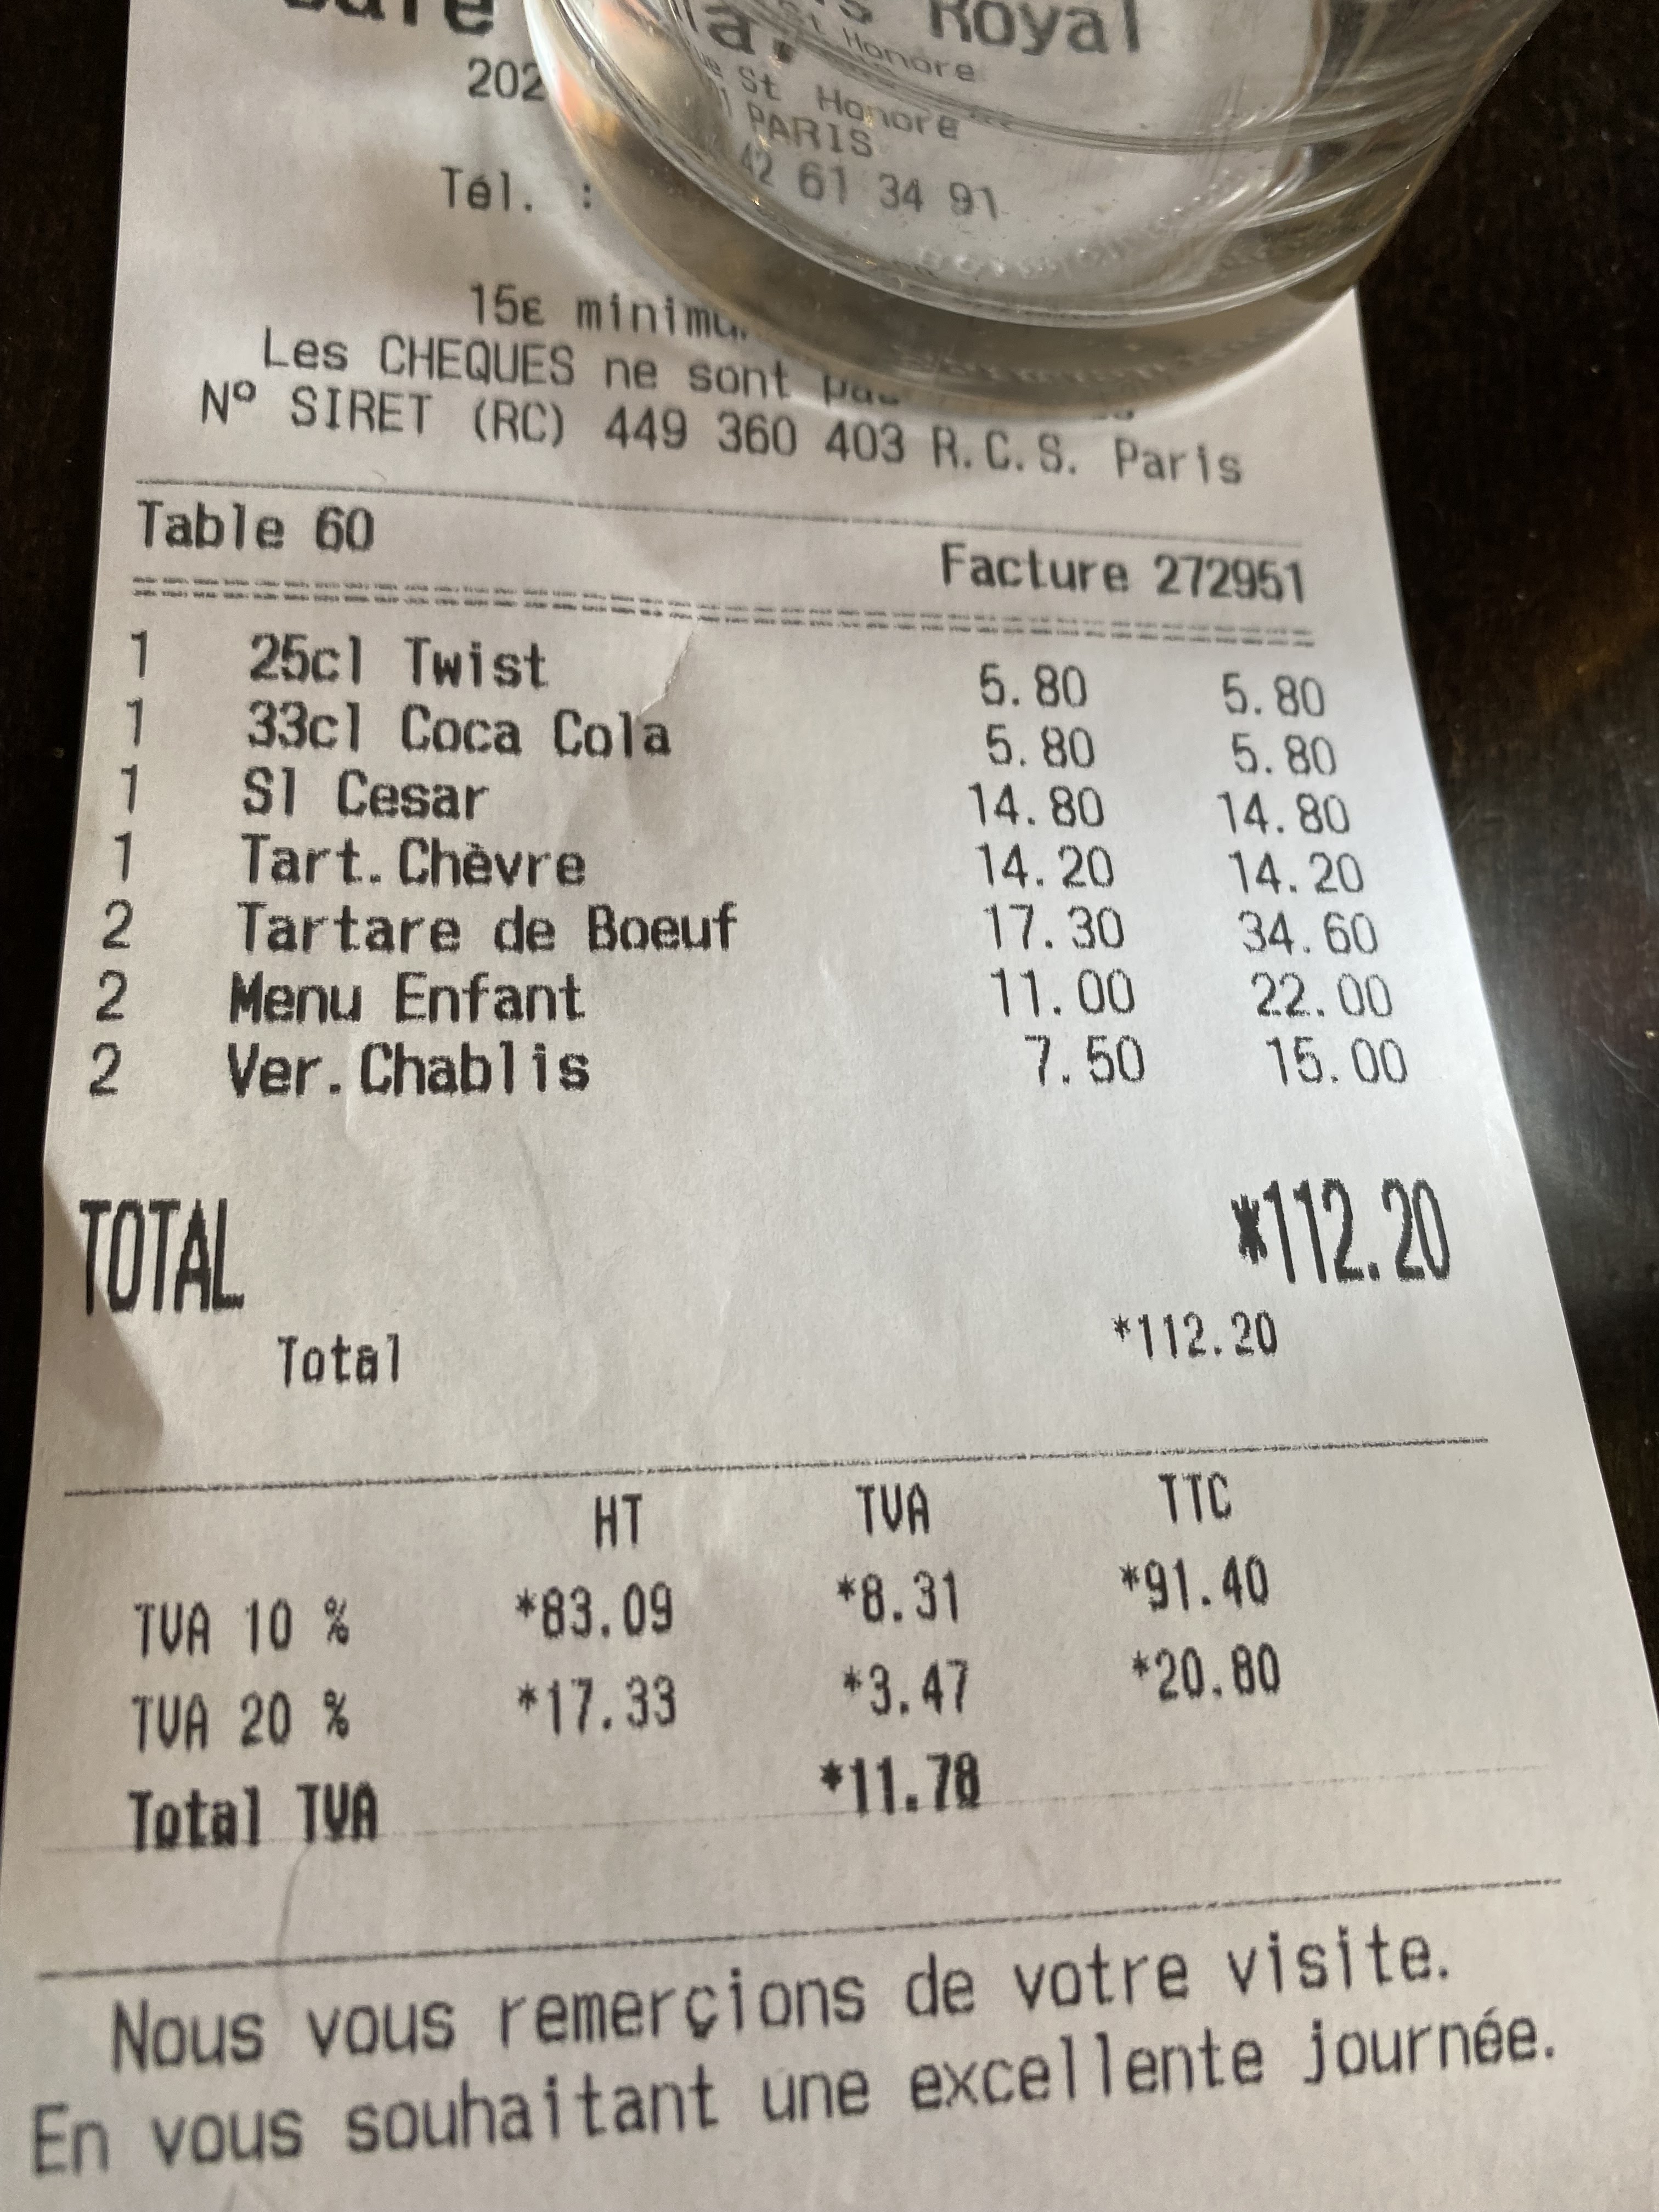 Royal
202 St Honore
PARIS
Tél. : 42 61 34 91
15€
Les CHEQUES ne sont
N° SIRET (RC) 449 360 403 R.C.S. Paris
Table 60 Facture 272951
1 25cl Twist 5.80 5.80
1 33cl Coca Cola 5.80 5.80
1 Sl Cesar 14.80 14.80
1 Tart.Chèvre 14.20 14.20
2 Tartare de Boeuf 17.30 34.60
2 Menu Enfant 11.00 22.00
2 Ver.Chablis 7.50 15.00
TOTAL *112.20
Total *112.20
HT TVA TTC
TVA 10 % *83.09 *8.31 *91.40
TVA 20 % *17.33 *3.47 *20.80
Total TVA *11.78
Nous vous remerçions de votre visite.
En vous souhaitant une excellente journée.